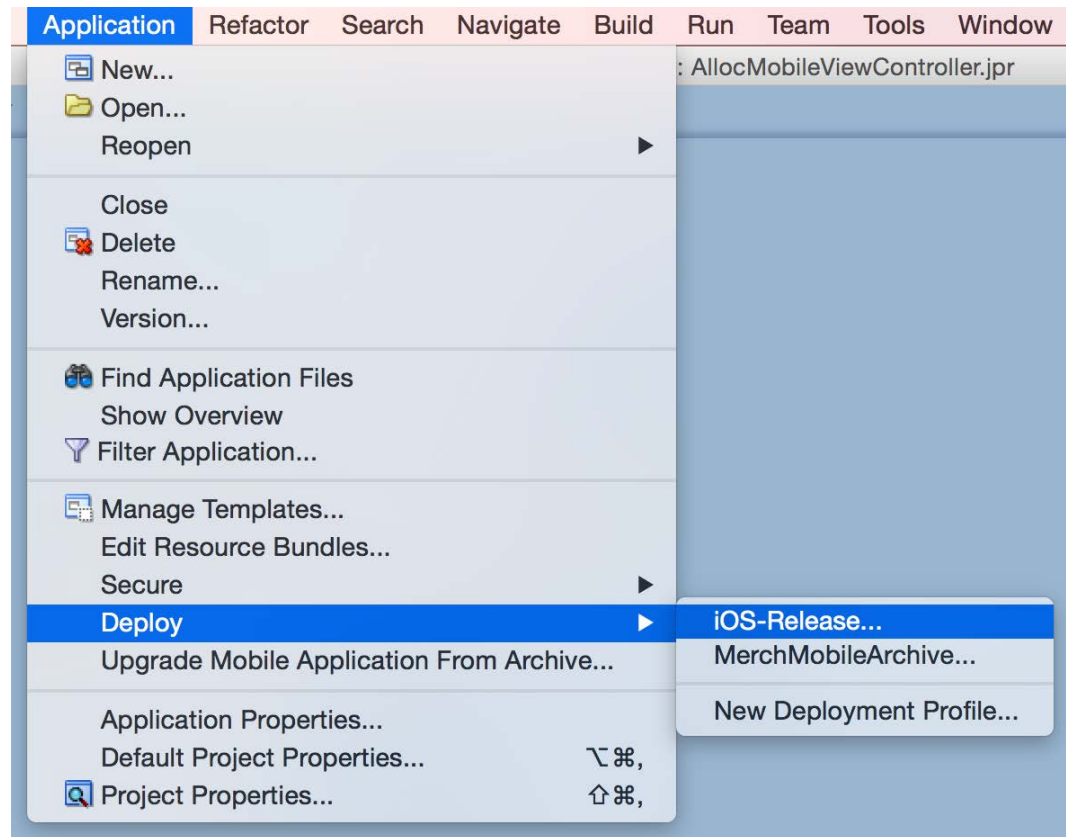 Application Refactor Search Navigate Build Run Team Tools Window
: AllocMobileViewController.jpr
New...
Open...
Reopen
Close
Delete
Rename...
Version...
Find Application Files
Show Overview
Filter Application...
Manage Templates...
Edit Resource Bundles...
Secure
Deploy
iOS-Release...
Upgrade Mobile Application From Archive...
MerchMobileArchive...
New Deployment Profile...
Application Properties...
Default Project Properties... ⌥⌘,
Project Properties... ⇧⌘,